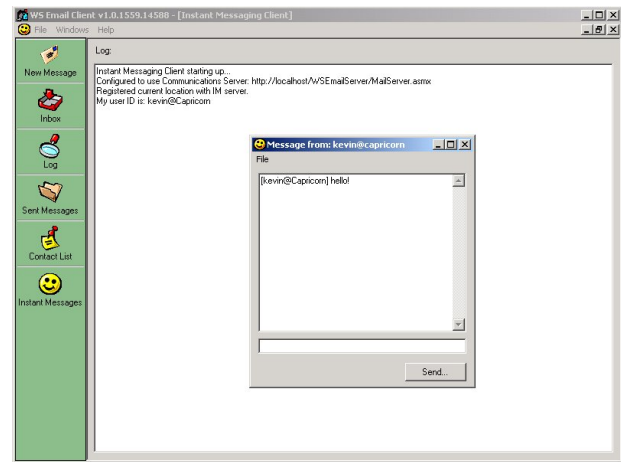 WS Email Client v1.0.1559.14588 - [Instant Messaging Client]
File Windows Help
New Message
Inbox
Log
Sent Messages
Contact List
Instant Messages
Log:
Instant Messaging Client starting up...
Configured to use Communications Server: http://localhost/WSEmailServer/MailServer.asmx
Registered current location with IM server.
My user ID is: kevin@Capricorn
Message from: kevin@capricorn
File
[kevin@Capricorn] hello!
Send...